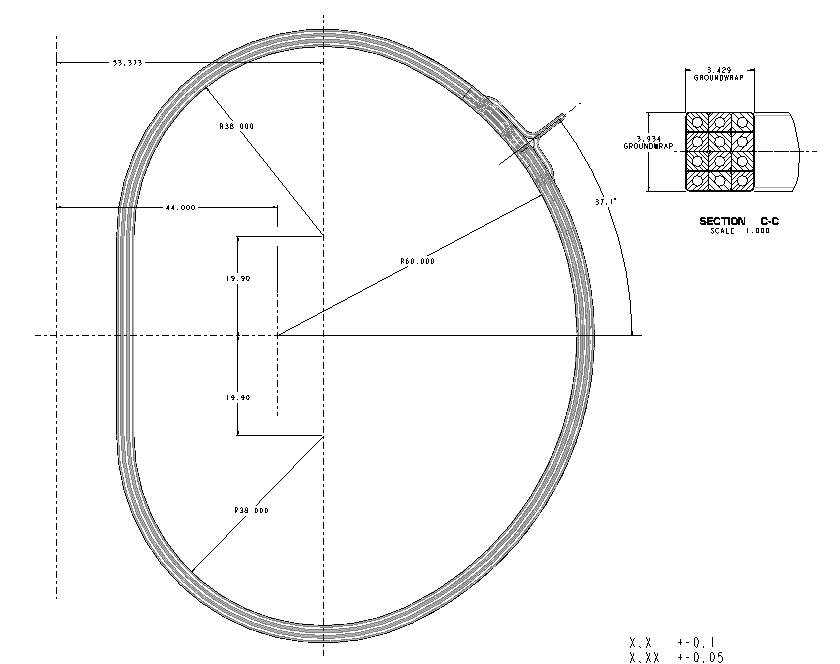 53.373
3.429
GROUNDWRAP
R38.000
3.934
GROUNDWRAP
44.000
37.1°
SECTION C-C
SCALE 1.000
R60.000
19.90
19.90
R38.000
X.X +-0.1
X.XX +-0.05